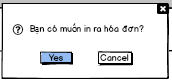 Bạn có muốn in ra hóa đơn?
Yes
Cancel